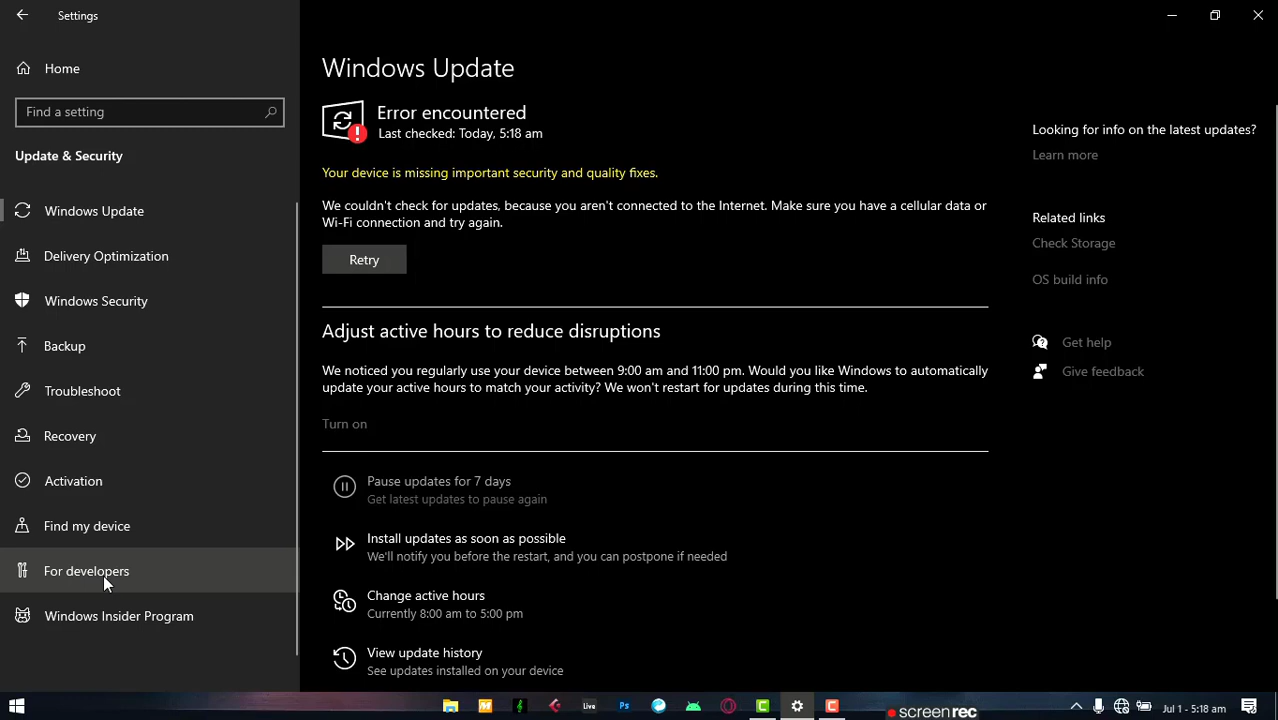 Settings
Home
Find a setting
Update & Security
Windows Update
Delivery Optimization
Windows Security
Backup
Troubleshoot
Recovery
Activation
Find my device
For developers
Windows Insider Program
Windows Update
Error encountered
Last checked: Today, 5:18 am
Your device is missing important security and quality fixes.
We couldn't check for updates, because you aren't connected to the Internet. Make sure you have a cellular data or
Wi-Fi connection and try again.
Retry
Adjust active hours to reduce disruptions
We noticed you regularly use your device between 9:00 am and 11:00 pm. Would you like Windows to automatically
update your active hours to match your activity? We won't restart for updates during this time.
Turn on
Pause updates for 7 days
Get latest updates to pause again
Install updates as soon as possible
We'll notify you before the restart, and you can postpone if needed
Change active hours
Currently 8:00 am to 5:00 pm
View update history
See updates installed on your device
Looking for info on the latest updates?
Learn more
Related links
Check Storage
OS build info
Get help
Give feedback
Live
Ps
C
C
Jul 1 - 5:18 am
screenrec